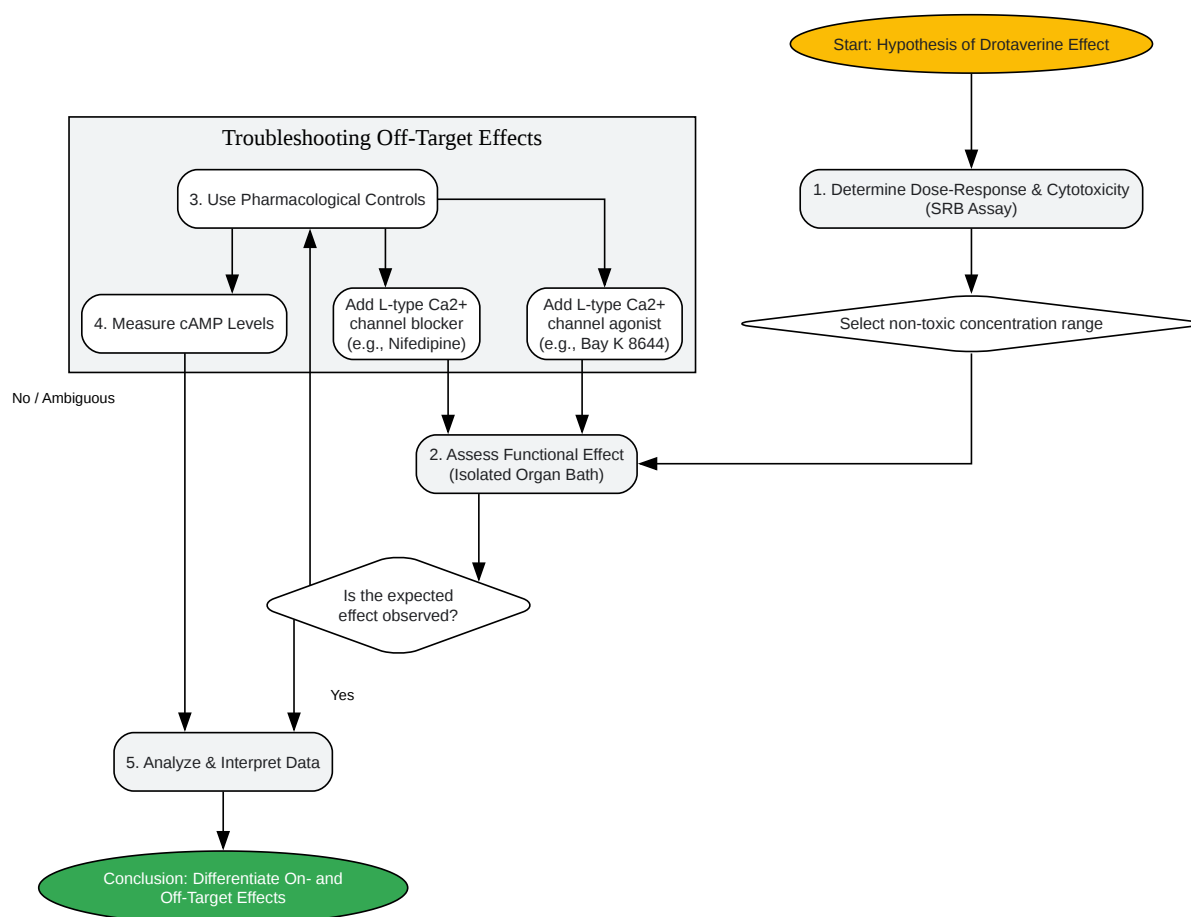 Start: Hypothesis of Drotaverine Effect
Troubleshooting Off-Target Effects
3. Use Pharmacological Controls
1. Determine Dose-Response & Cytotoxicity
(SRB Assay)
4. Measure cAMP Levels
Add L-type Ca2+
channel blocker
(e.g., Nifedipine)
Add L-type Ca2+
channel agonist
(e.g., Bay K 8644)
Select non-toxic concentration range
No / Ambiguous
2. Assess Functional Effect
(Isolated Organ Bath)
Is the expected
effect observed?
Yes
5. Analyze & Interpret Data
Conclusion: Differentiate On- and
Off-Target Effects